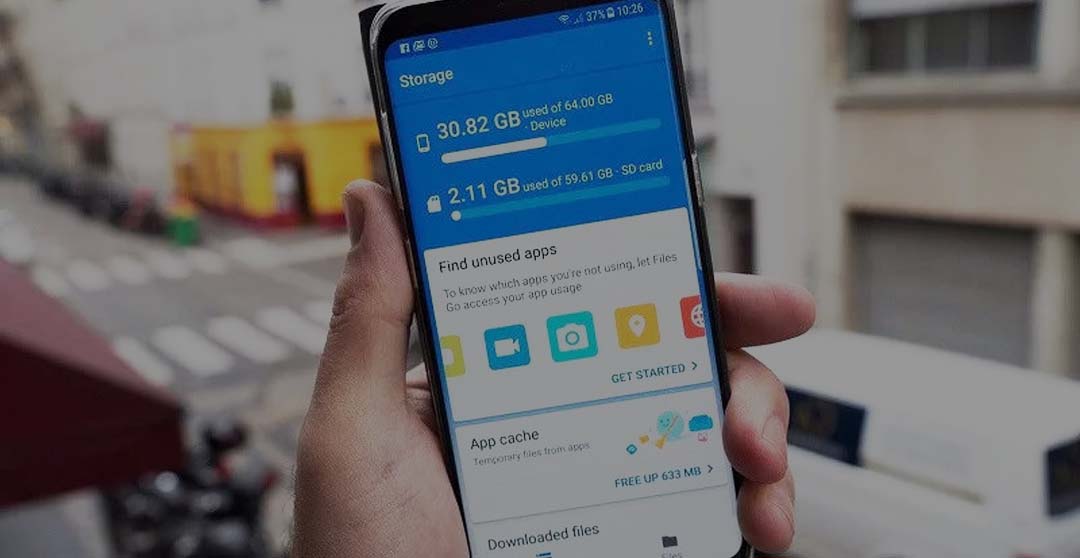 37% 10:26
Storage
30.82 GB used of 64.00 GB
· Device
2.11 GB used of 59.61 GB · SD card
Find unused apps
To know which apps you're not using, let Files
Go access your app usage
GET STARTED
App cache
Temporary files from apps
FREE UP 633 MB
Downloaded files
Files